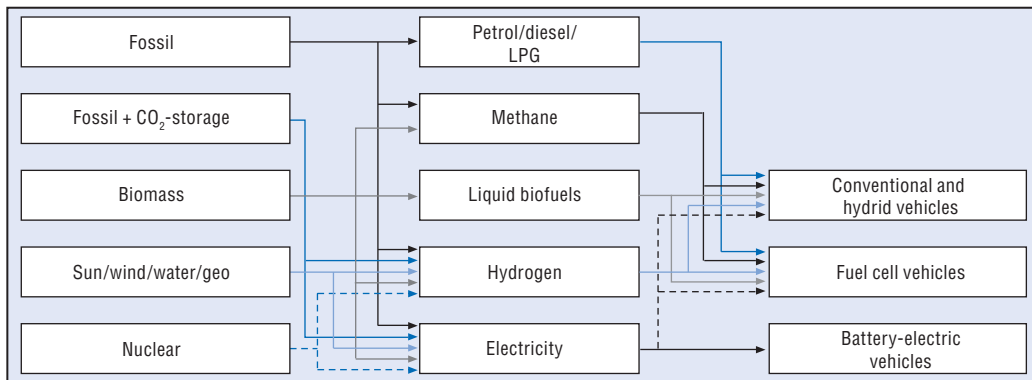 Fossil
Petrol/diesel/
LPG
Fossil + CO₂-storage
Methane
Biomass
Liquid biofuels
Conventional and
hydrid vehicles
Sun/wind/water/geo
Hydrogen
Fuel cell vehicles
Nuclear
Electricity
Battery-electric
vehicles